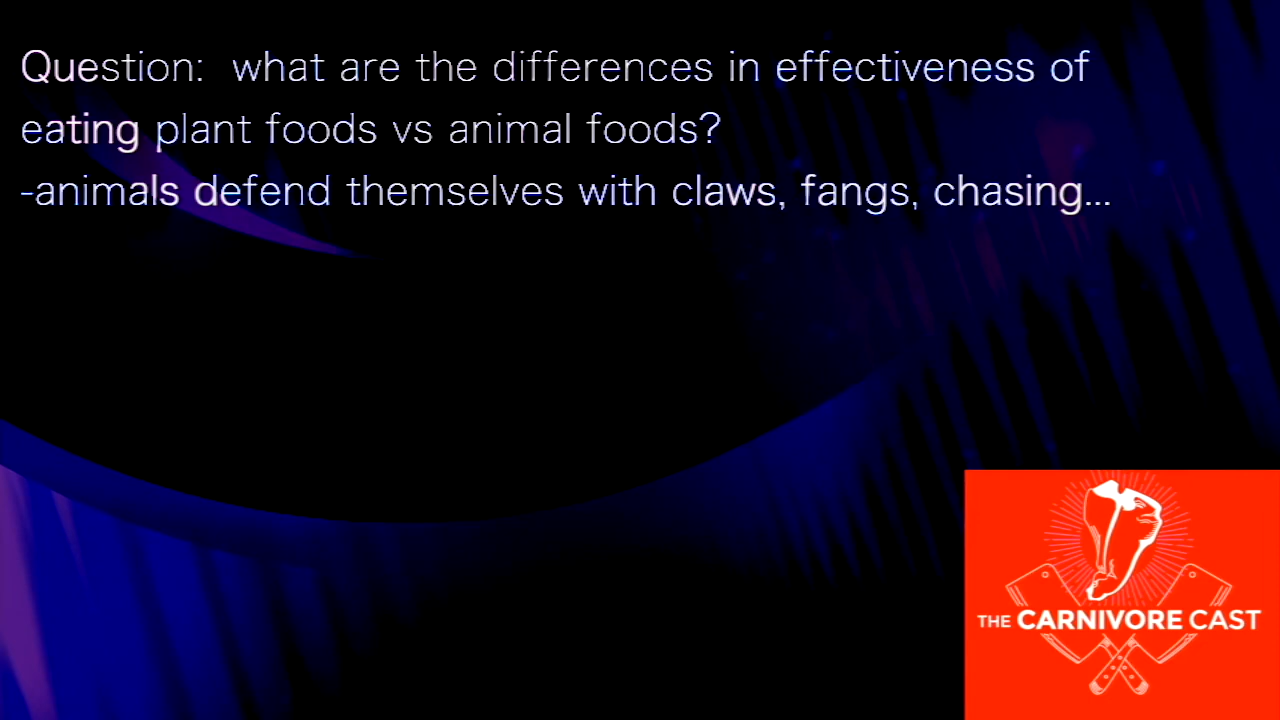 Question:  what are the differences in effectiveness of
eating plant foods vs animal foods?
-animals defend themselves with claws, fangs, chasing...
THE CARNIVORE CAST